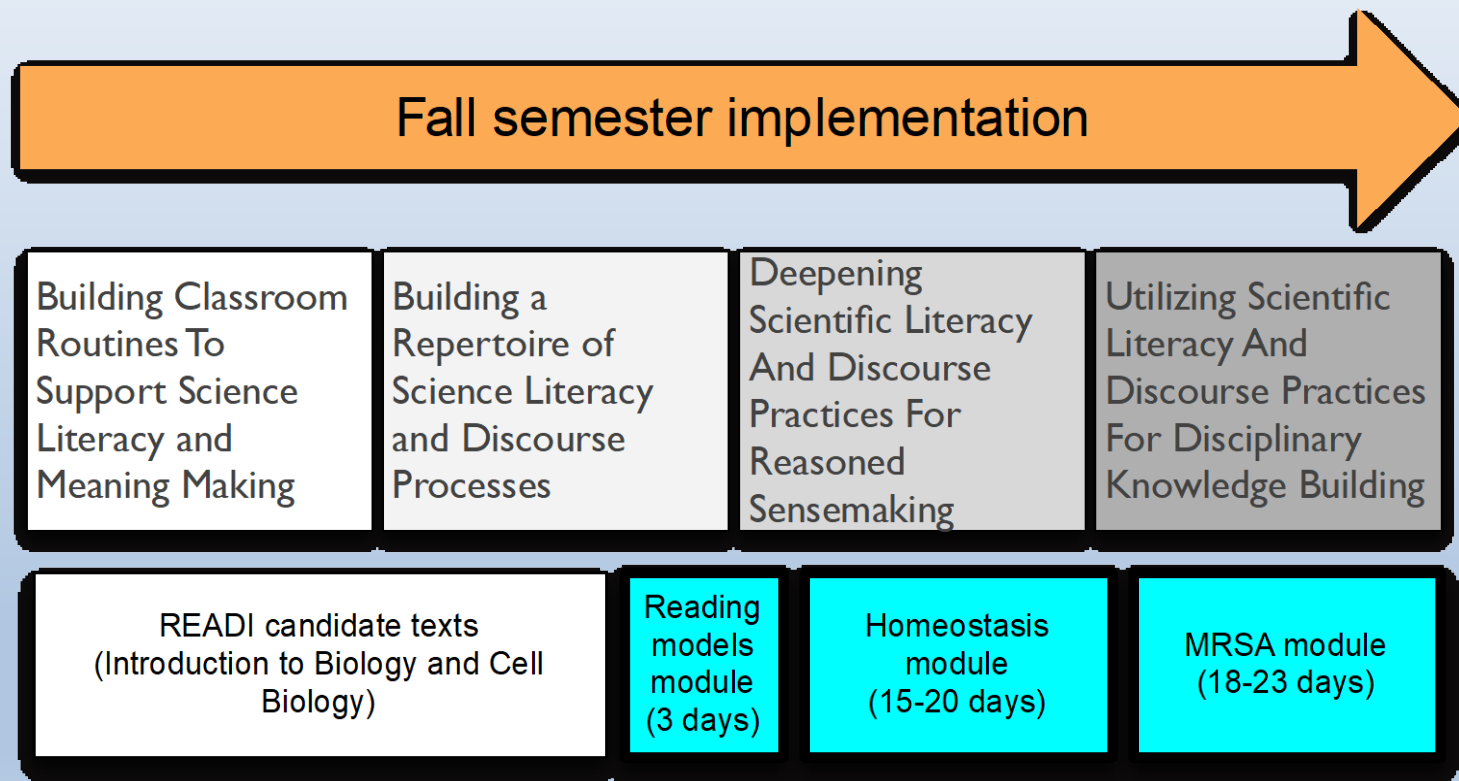 Fall semester implementation
Building Classroom
Routines To
Support Science
Literacy and
Meaning Making
Building a
Repertoire of
Science Literacy
and Discourse
Processes
Deepening
Scientific Literacy
And Discourse
Practices For
Reasoned
Sensemaking
Utilizing Scientific
Literacy And
Discourse Practices
For Disciplinary
Knowledge Building
READI candidate texts
(Introduction to Biology and Cell
Biology)
Reading
models
module
(3 days)
Homeostasis
module
(15-20 days)
MRSA module
(18-23 days)